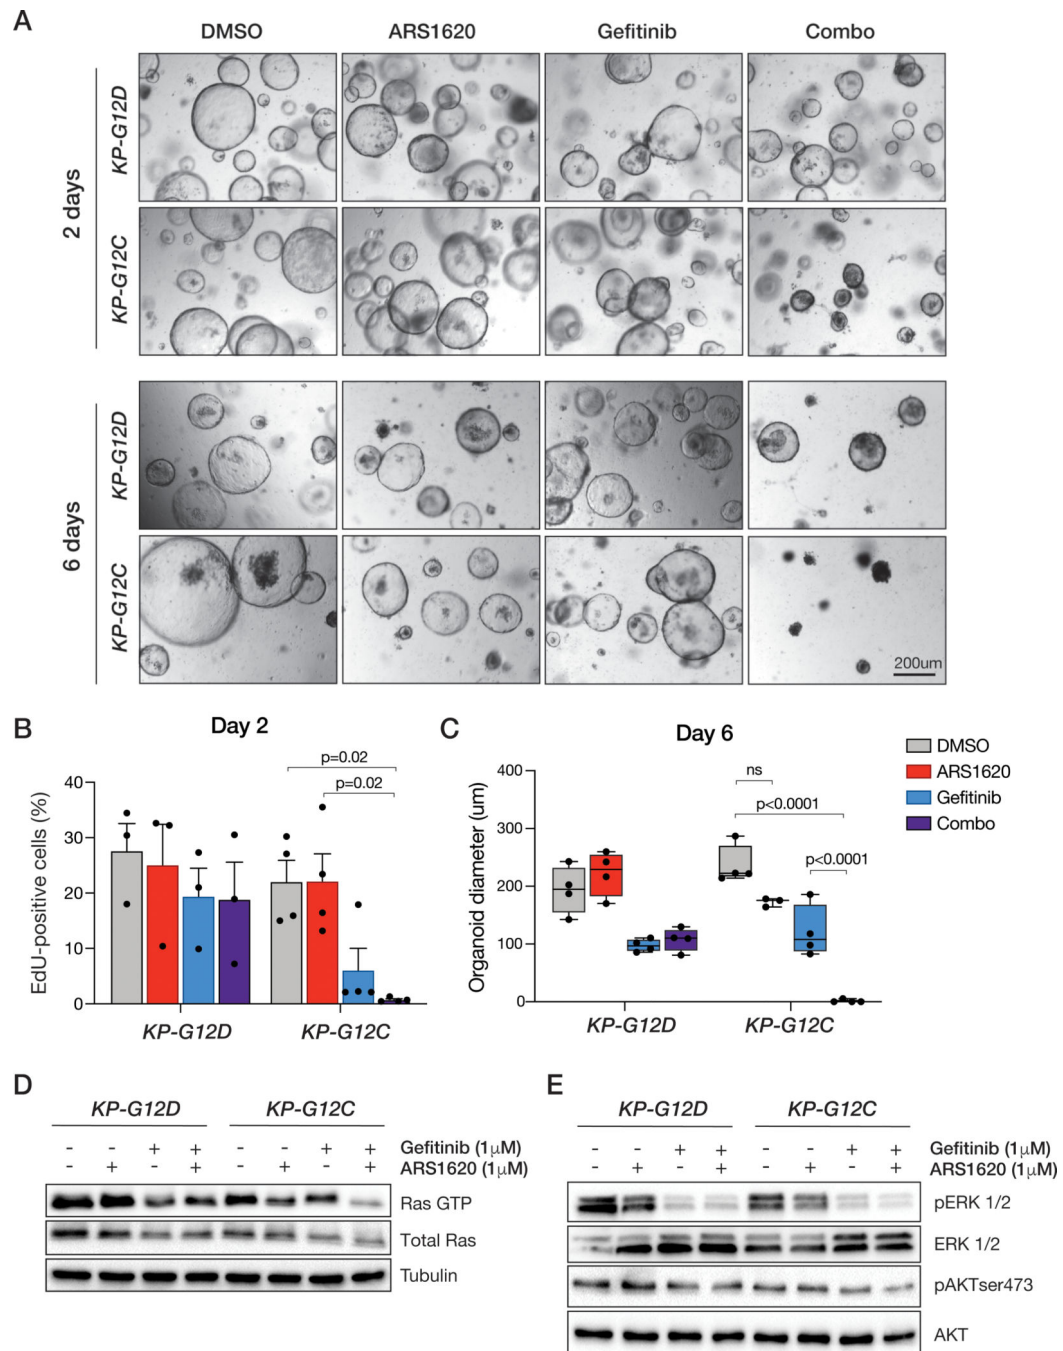 A
DMSO ARS1620 Gefitinib Combo
2 days
KP-G12D
KP-G12C
6 days
KP-G12D
KP-G12C
200um
B
Day 2
p=0.02
p=0.02
EdU-positive cells (%)
40
30
20
10
0
KP-G12D KP-G12C
C
Day 6
ns
p<0.0001
p<0.0001
Organoid diameter (um)
400
300
200
100
0
KP-G12D KP-G12C
DMSO
ARS1620
Gefitinib
Combo
D
KP-G12D KP-G12C
- - + + - - + + Gefitinib (1μM)
- + - + - + - + ARS1620 (1μM)
Ras GTP
Total Ras
Tubulin
E
KP-G12D KP-G12C
- - + + - - + + Gefitinib (1μM)
- + - + - + - + ARS1620 (1μM)
pERK 1/2
ERK 1/2
pAKTser473
AKT